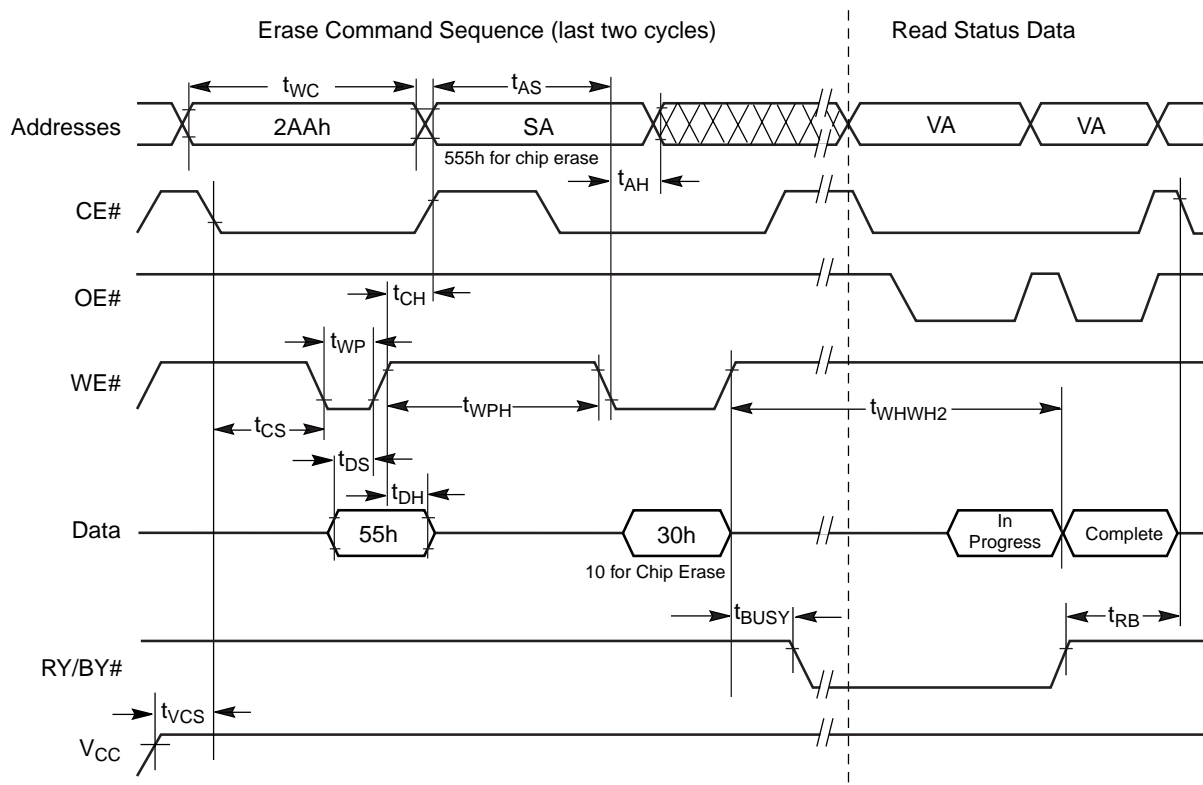 Erase Command Sequence (last two cycles)
Read Status Data
tWC
tAS
Addresses
2AAh
SA
VA
VA
555h for chip erase
tAH
CE#
OE#
tCH
tWP
WE#
tWPH
tWHWH2
tCS
tDS
tDH
Data
55h
30h
In
Progress
Complete
10 for Chip Erase
tBUSY
tRB
RY/BY#
tVCS
VCC